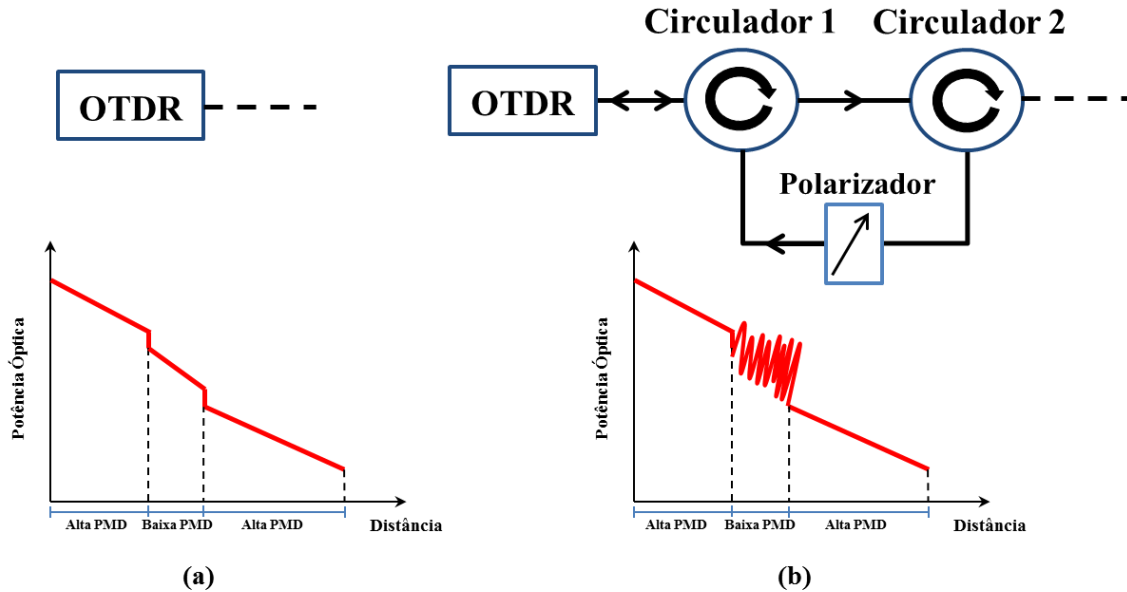 Circulador 1
Circulador 2
OTDR
OTDR
Polarizador
Potência Óptica
Potência Óptica
Alta PMD
Baixa PMD
Alta PMD
Distância
Alta PMD
Baixa PMD
Alta PMD
Distância
(a)
(b)